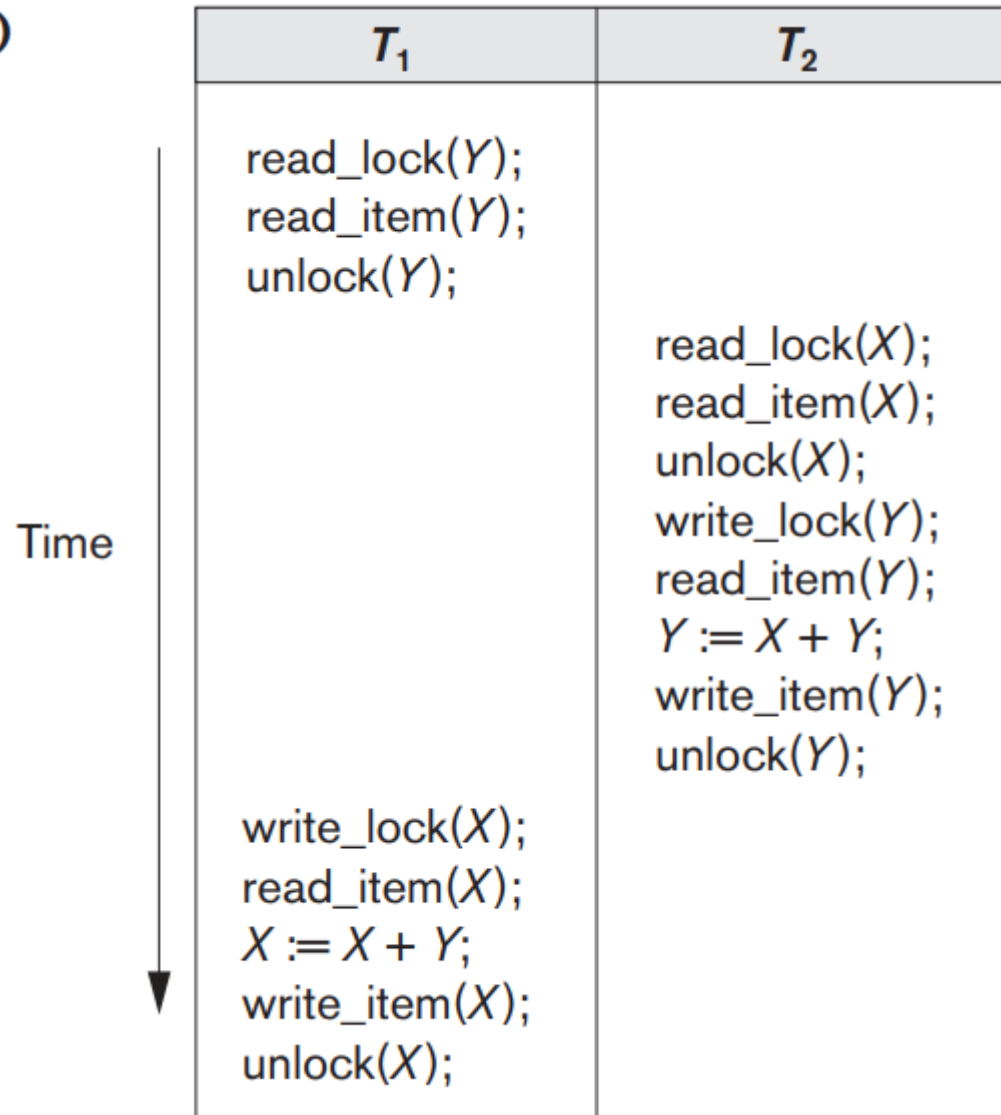 )
T₁ T₂
read_lock(Y);
read_item(Y);
unlock(Y);
read_lock(X);
read_item(X);
unlock(X);
Time
write_lock(Y);
read_item(Y);
Y := X + Y;
write_item(Y);
unlock(Y);
write_lock(X);
read_item(X);
X := X + Y;
write_item(X);
unlock(X);